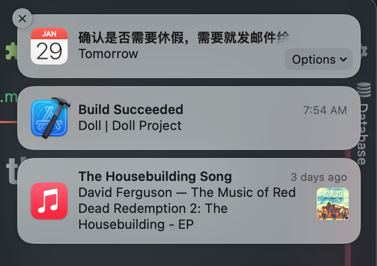 JAN
29
确认是否需要休假，需要就发邮件给
Tomorrow
Options
Build Succeeded
7:54 AM
Doll | Doll Project
The Housebuilding Song
3 days ago
David Ferguson — The Music of Red
Dead Redemption 2: The
Housebuilding - EP
.m
Database